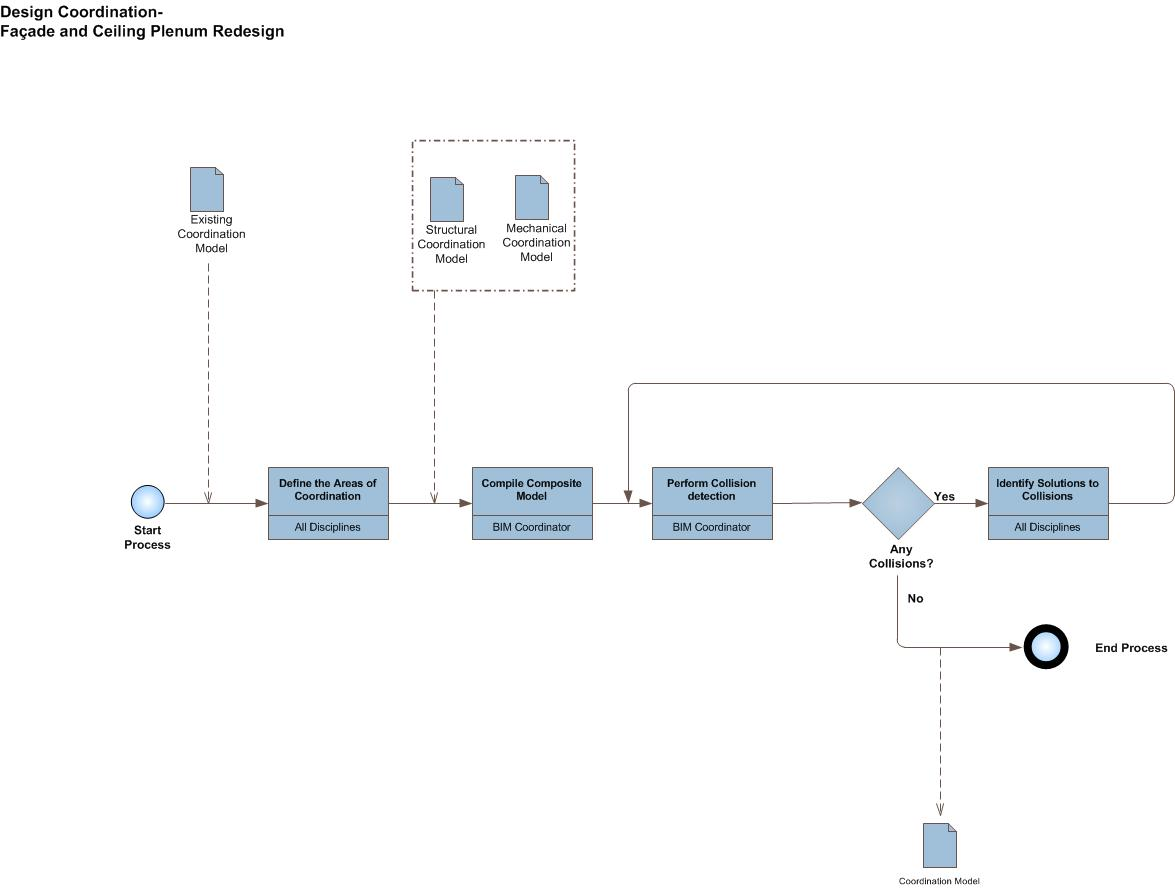 Design Coordination-
Façade and Ceiling Plenum Redesign
Existing
Coordination
Model
Structural
Coordination
Model
Mechanical
Coordination
Model
Start
Process
Define the Areas of
Coordination
All Disciplines
Compile Composite
Model
BIM Coordinator
Perform Collision
detection
BIM Coordinator
Any
Collisions?
Yes
Identify Solutions to
Collisions
All Disciplines
No
End Process
Coordination Model